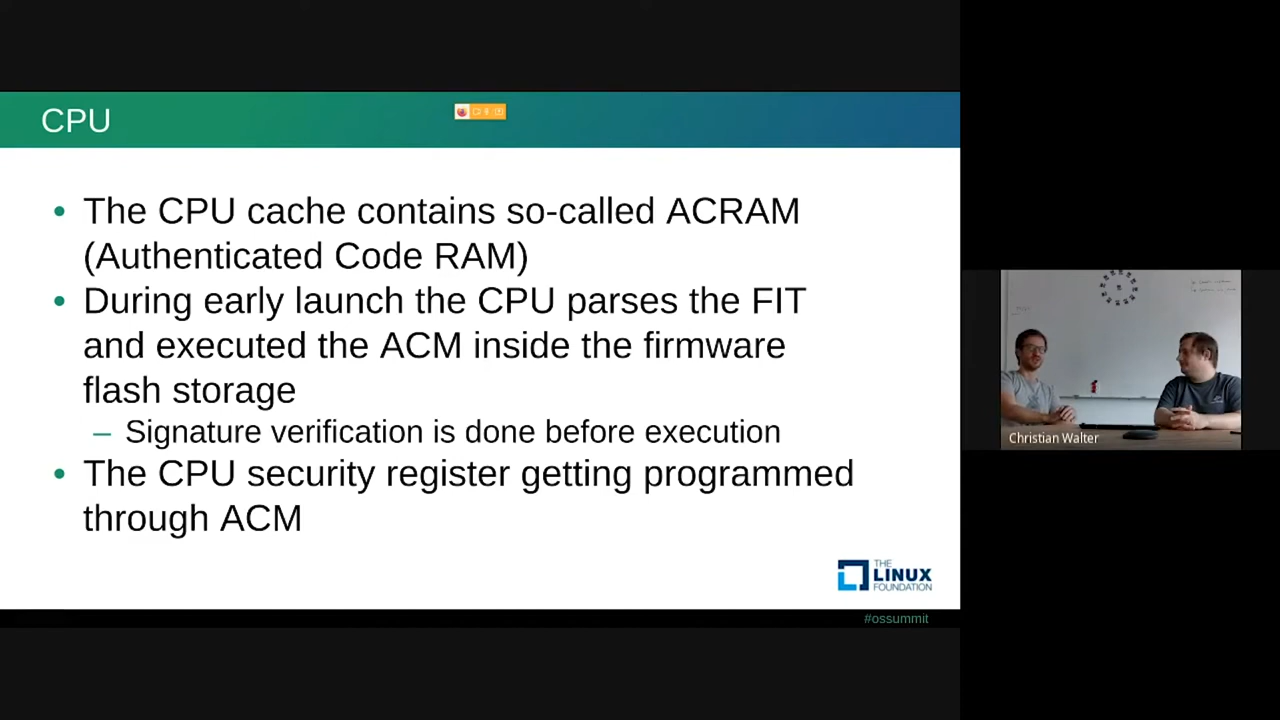 CPU
• The CPU cache contains so-called ACRAM
(Authenticated Code RAM)
• During early launch the CPU parses the FIT
and executed the ACM inside the firmware
flash storage
– Signature verification is done before execution
• The CPU security register getting programmed
through ACM
THE
LINUX
FOUNDATION
#ossummit
Christian Walter